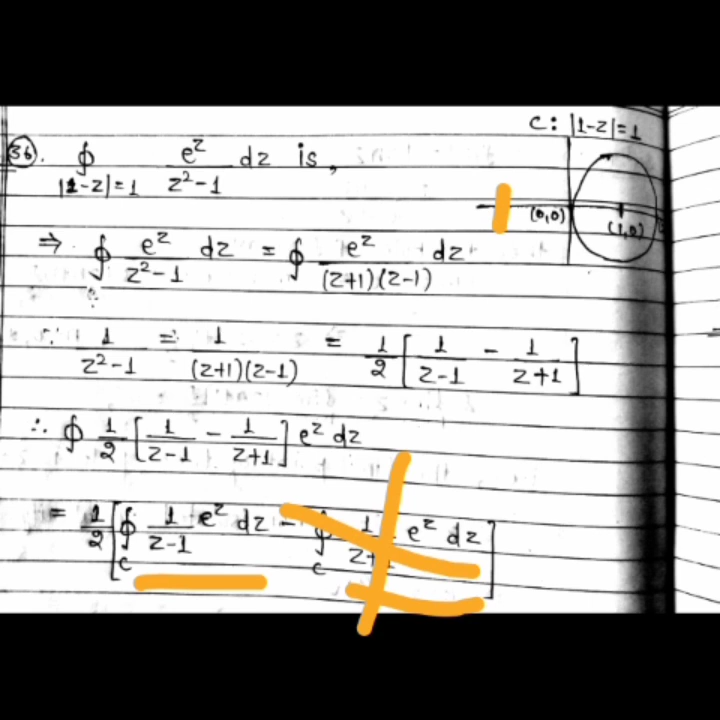 C: |1-z|=1
(36). ∮ e^z/(z²-1) dz is,
|1-z|=1
(0,0) (1,0)
⇒ ∮ e^z/(z²-1) dz = ∮ e^z/((z+1)(z-1)) dz
∵ 1/(z²-1) = 1/((z+1)(z-1)) = 1/2 [1/(z-1) - 1/(z+1)]
∴ ∮ 1/2 [1/(z-1) - 1/(z+1)] e^z dz
= 1/2 [∮_C 1/(z-1) e^z dz - ∮_C 1/(z+1) e^z dz]